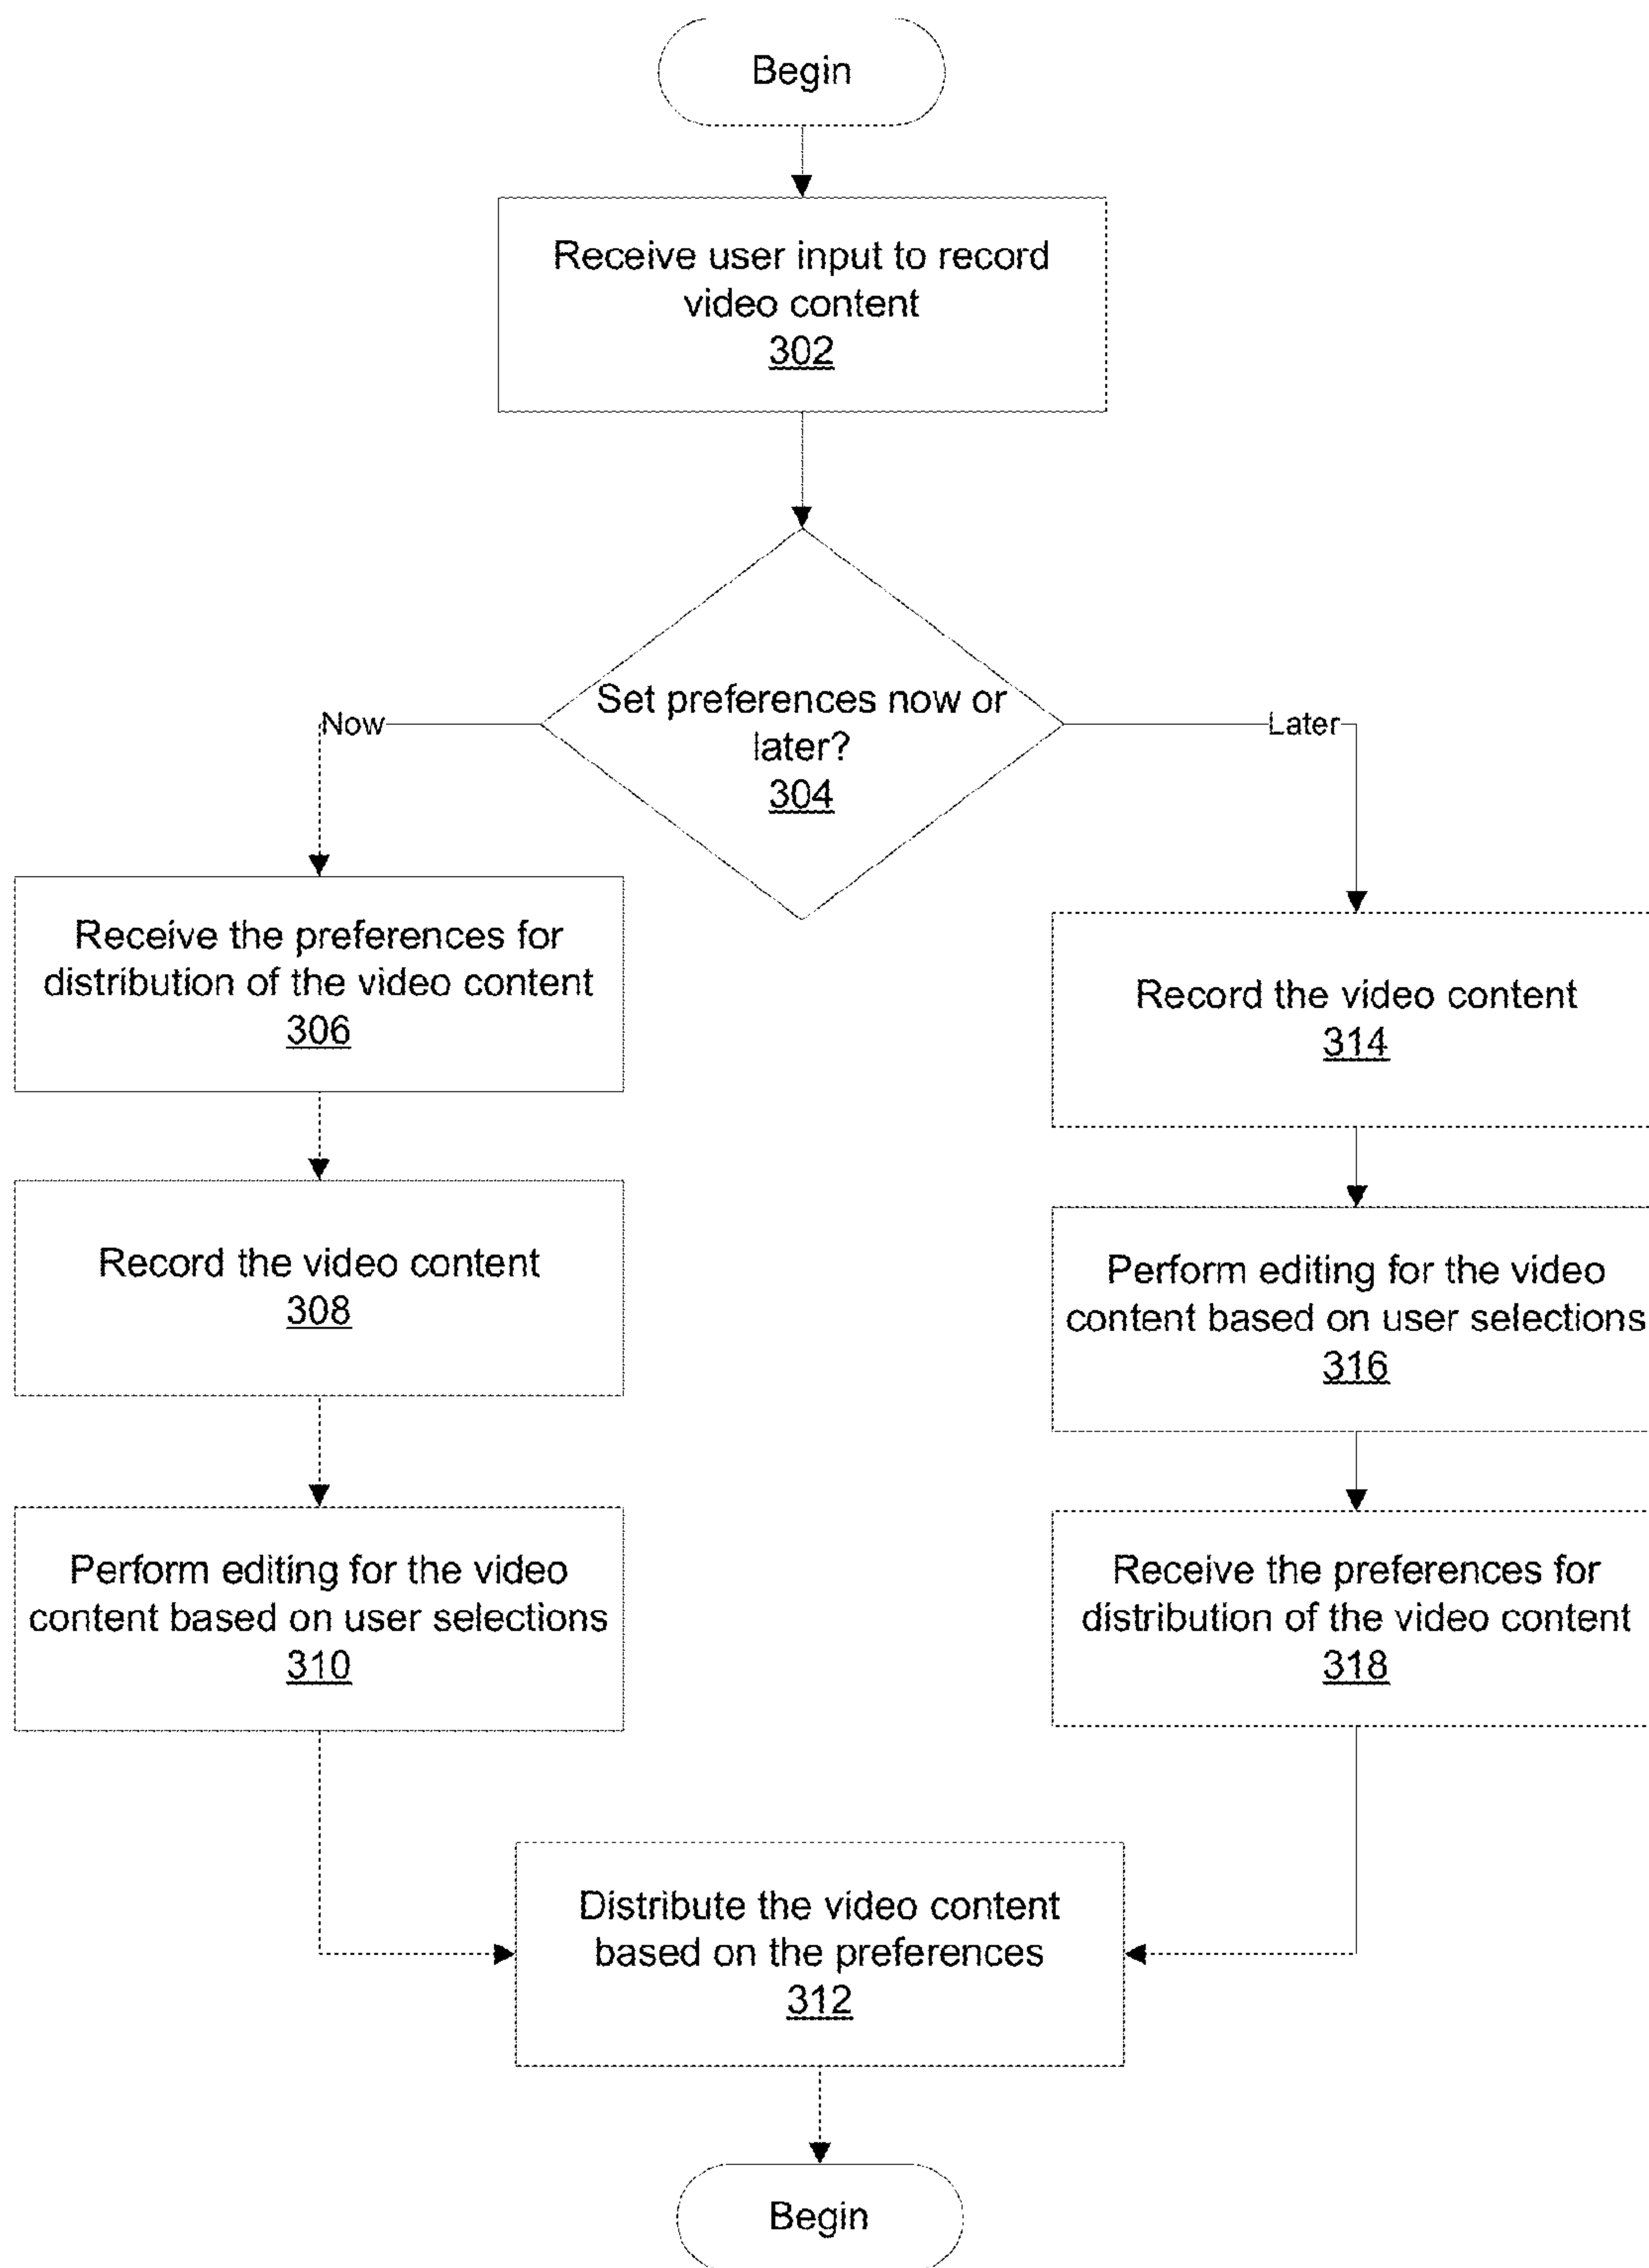 Begin
Receive user input to record
video content
302
Set preferences now or
later?
304
Now
Later
Receive the preferences for
distribution of the video content
306
Record the video content
308
Perform editing for the video
content based on user selections
310
Record the video content
314
Perform editing for the video
content based on user selections
316
Receive the preferences for
distribution of the video content
318
Distribute the video content
based on the preferences
312
Begin